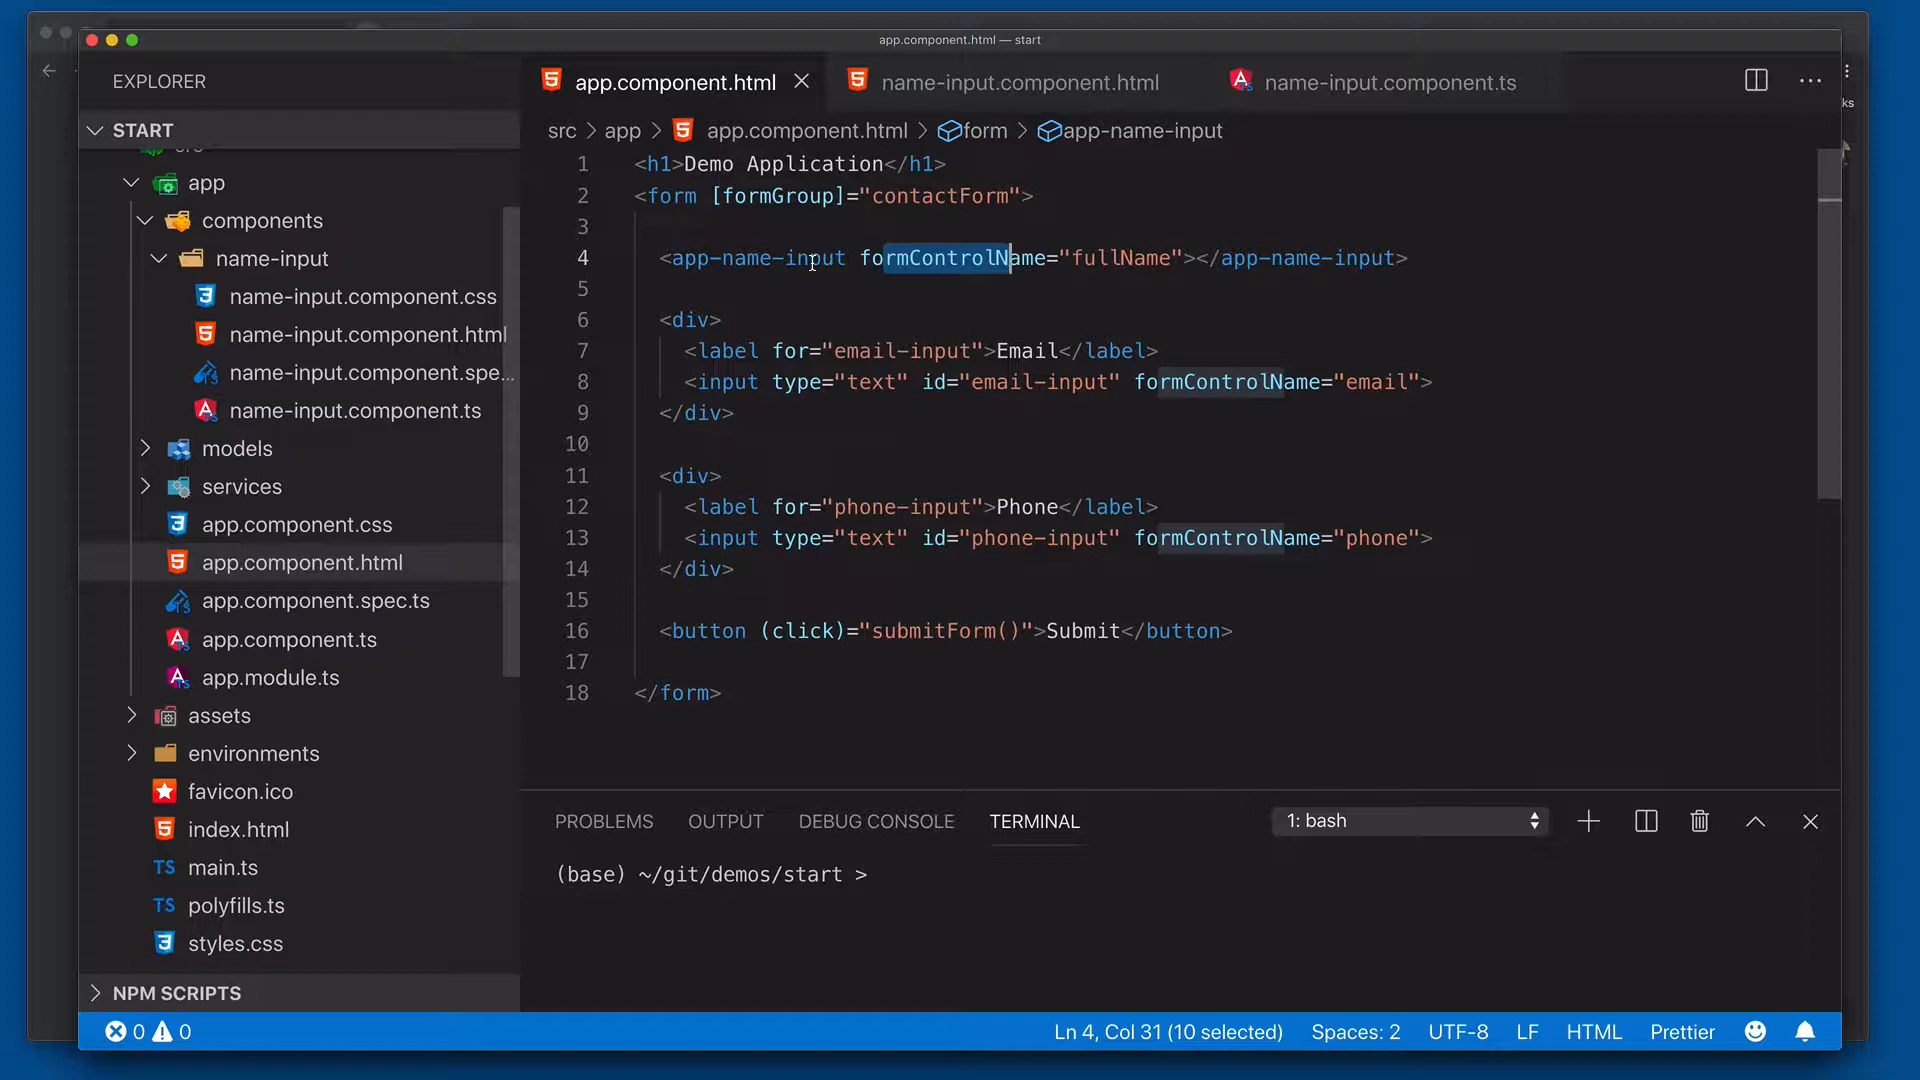 app.component.html — start
ks
EXPLORER
START
app
components
name-input
name-input.component.css
name-input.component.html
name-input.component.spe...
name-input.component.ts
models
services
app.component.css
app.component.html
app.component.spec.ts
app.component.ts
app.module.ts
assets
environments
favicon.ico
index.html
TS main.ts
TS polyfills.ts
styles.css
NPM SCRIPTS
app.component.html
name-input.component.html
name-input.component.ts
src > app > app.component.html > form > app-name-input
1 <h1>Demo Application</h1>
2 <form [formGroup]="contactForm">
3
4 <app-name-input formControlName="fullName"></app-name-input>
5
6 <div>
7 <label for="email-input">Email</label>
8 <input type="text" id="email-input" formControlName="email">
9 </div>
10
11 <div>
12 <label for="phone-input">Phone</label>
13 <input type="text" id="phone-input" formControlName="phone">
14 </div>
15
16 <button (click)="submitForm()">Submit</button>
17
18 </form>
PROBLEMS OUTPUT DEBUG CONSOLE TERMINAL 1: bash
(base) ~/git/demos/start >
0 0 Ln 4, Col 31 (10 selected) Spaces: 2 UTF-8 LF HTML Prettier